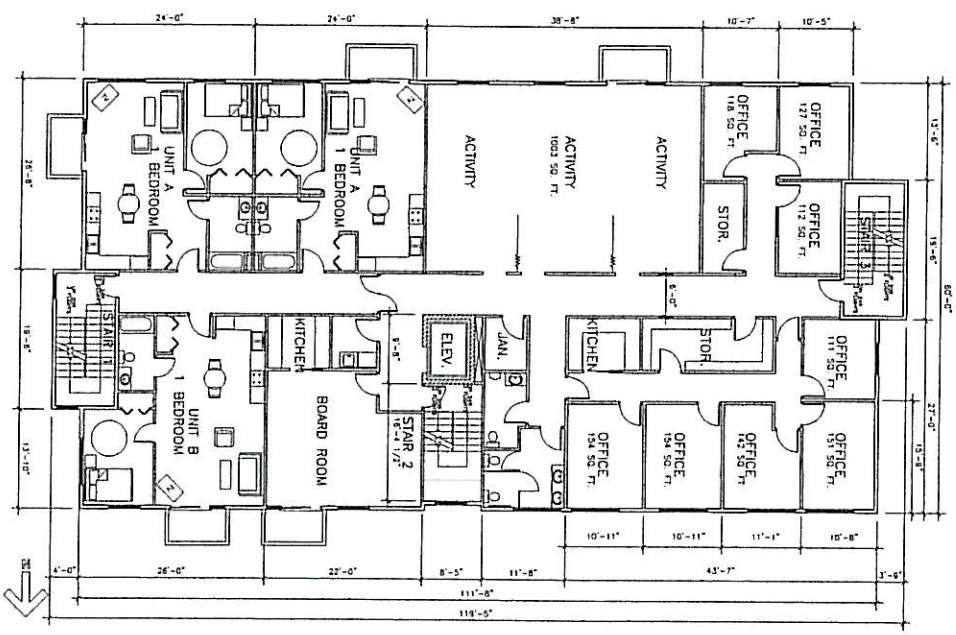 24'-0"
24'-0"
38'-8"
10'-7"
10'-5"
UNIT A
1 BEDROOM
UNIT A
1 BEDROOM
ACTIVITY
ACTIVITY
1003 SQ. FT.
ACTIVITY
OFFICE
118 SQ. FT.
OFFICE
127 SQ. FT.
OFFICE
112 SQ. FT.
STOR.
STAIR 3
13'-6"
19'-6"
60'-0"
27'-0"
26'-8"
19'-6"
13'-10"
6'-0"
STAIR 1
UNIT B
1 BEDROOM
KITCHEN
BOARD ROOM
9'-8"
ELEV.
STAIR 2
16'-4 1/2"
JAN.
KITCHEN
STOR.
OFFICE
111 SQ. FT.
OFFICE
154 SQ. FT.
OFFICE
154 SQ. FT.
OFFICE
142 SQ. FT.
OFFICE
151 SQ. FT.
10'-11"
10'-11"
11'-1"
10'-8"
4'-0"
26'-0"
22'-0"
8'-5"
11'-8"
43'-7"
111'-8"
119'-5"